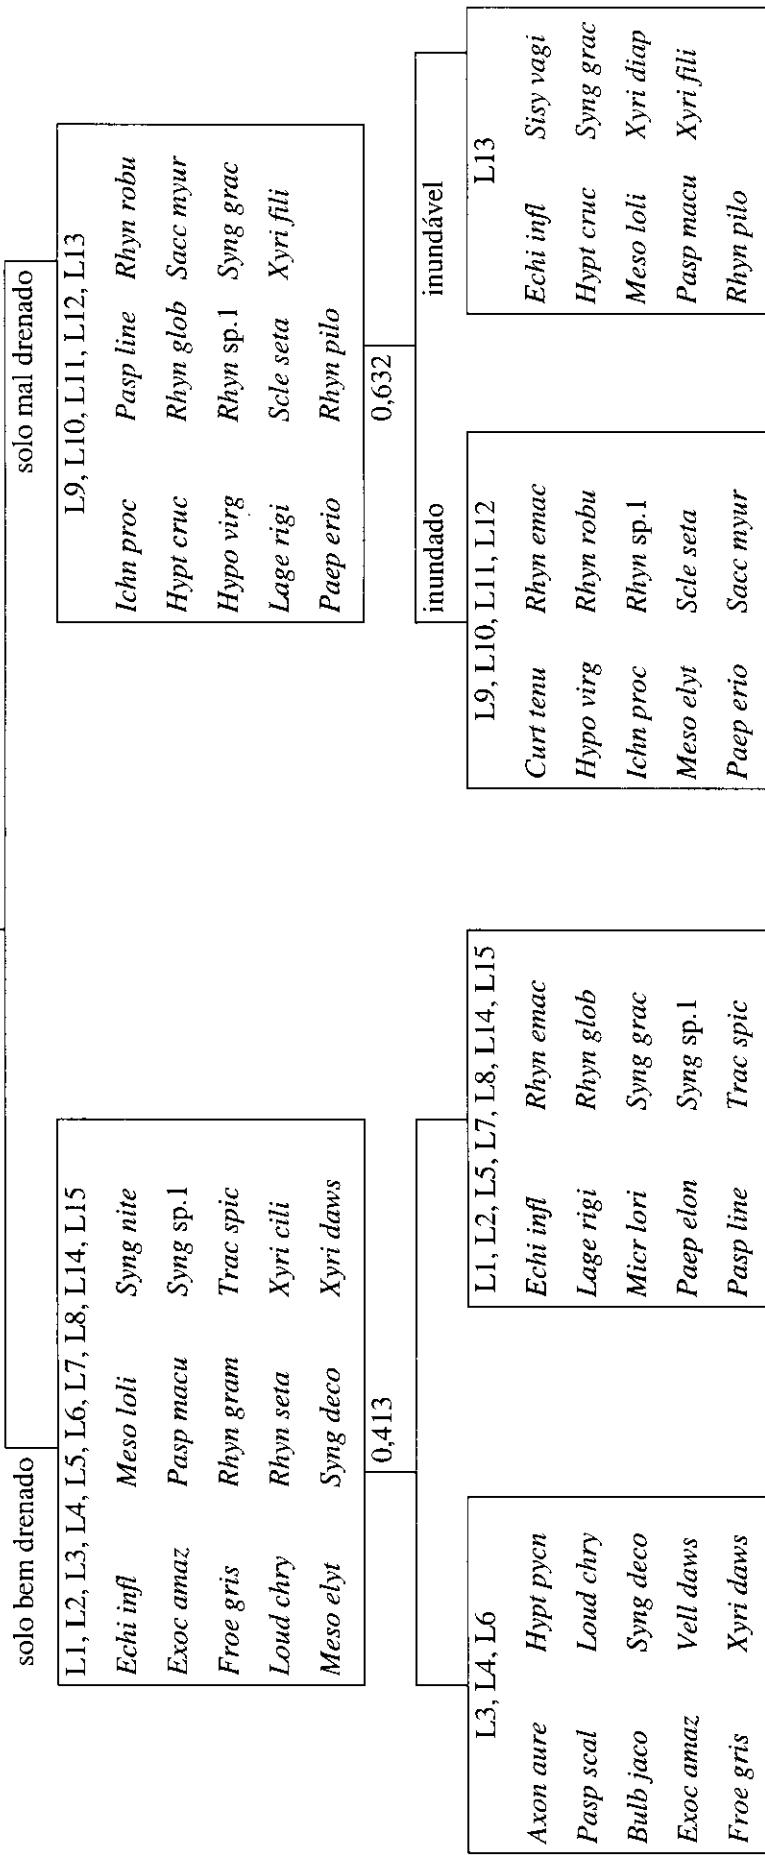 solo bem drenado
solo mal drenado
L1, L2, L3, L4, L5, L6, L7, L8, L14, L15
Echi infl Meso loli Syng nite
Exoc amaz Pasp macu Syng sp.1
Froe gris Rhyn gram Trac spic
Loud chry Rhyn seta Xyri cili
Meso elyt Syng deco Xyri daws
L9, L10, L11, L12, L13
Ichn proc Pasp line Rhyn robu
Hypt cruc Rhyn glob Sacc myur
Hypo virg Rhyn sp.1 Syng grac
Lage rigi Scle seta Xyri fili
Paep erio Rhyn pilo
0,413
0,632
inundado
inundável
L3, L4, L6
Axon aure Hypt pycn
Pasp scal Loud chry
Bulb jaco Syng deco
Exoc amaz Vell daws
Froe gris Xyri daws
L1, L2, L5, L7, L8, L14, L15
Echi infl Rhyn emac
Lage rigi Rhyn glob
Micr lori Syng grac
Paep elon Syng sp.1
Pasp line Trac spic
L9, L10, L11, L12
Curt tenu Rhyn emac
Hypo virg Rhyn robu
Ichn proc Rhyn sp.1
Meso elyt Scle seta
Paep erio Sacc myur
L13
Echi infl Sisy vagi
Hypt cruc Syng grac
Meso loli Xyri diap
Pasp macu Xyri fili
Rhyn pilo